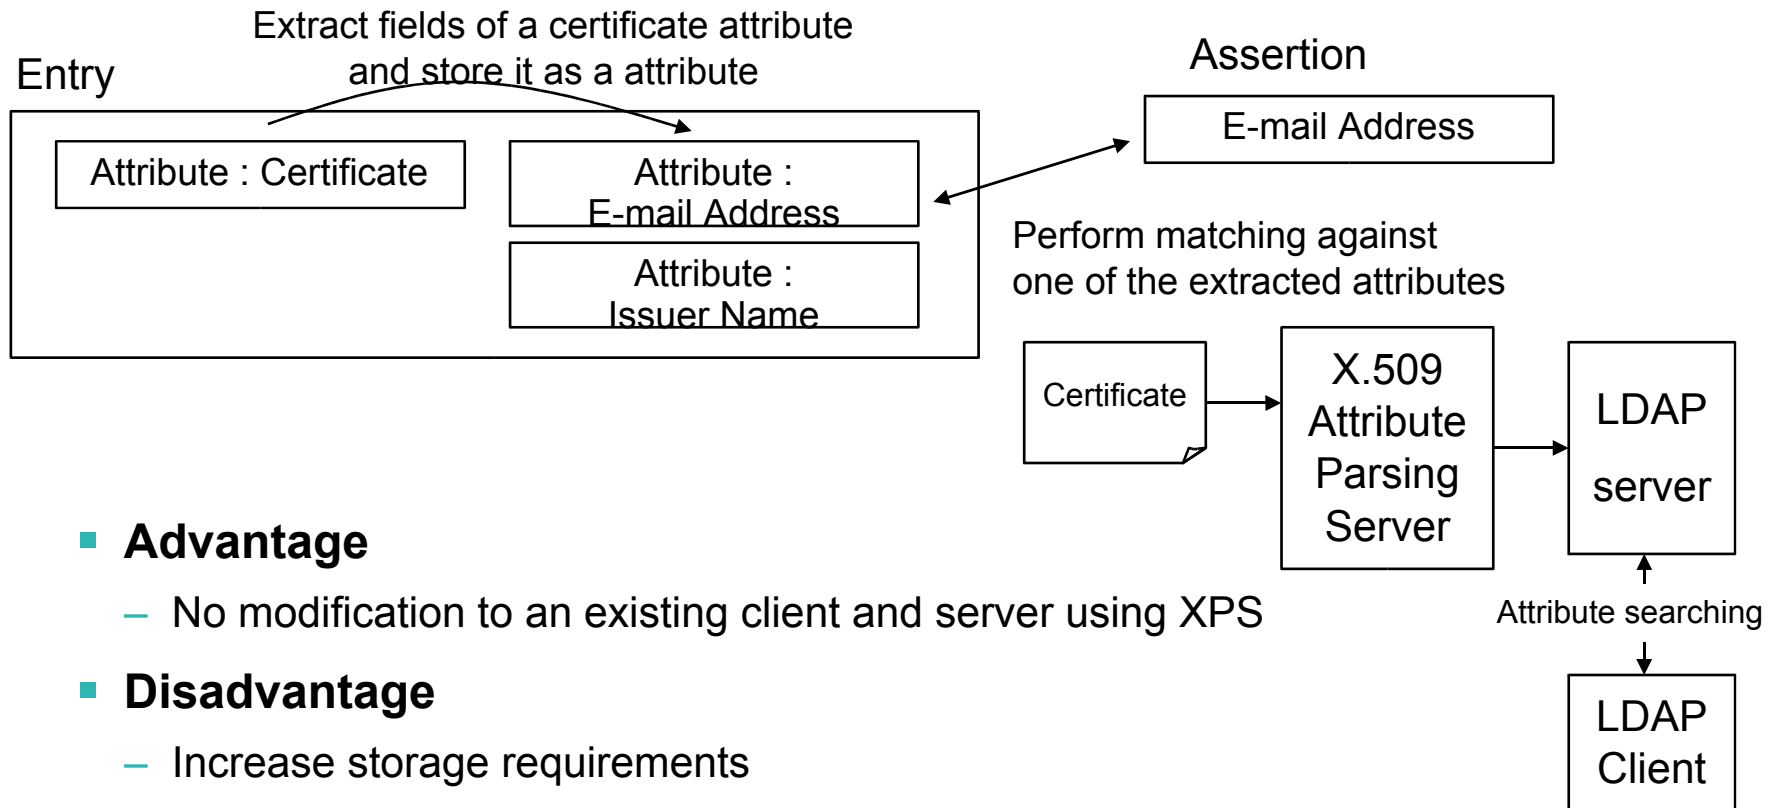 Extract fields of a certificate attribute
and store it as a attribute
Entry
Attribute : Certificate
Attribute :
E-mail Address
Attribute :
Issuer Name
Assertion
E-mail Address
Perform matching against
one of the extracted attributes
Certificate
X.509
Attribute
Parsing
Server
LDAP
server
Attribute searching
LDAP
Client
Advantage
– No modification to an existing client and server using XPS
Disadvantage
– Increase storage requirements